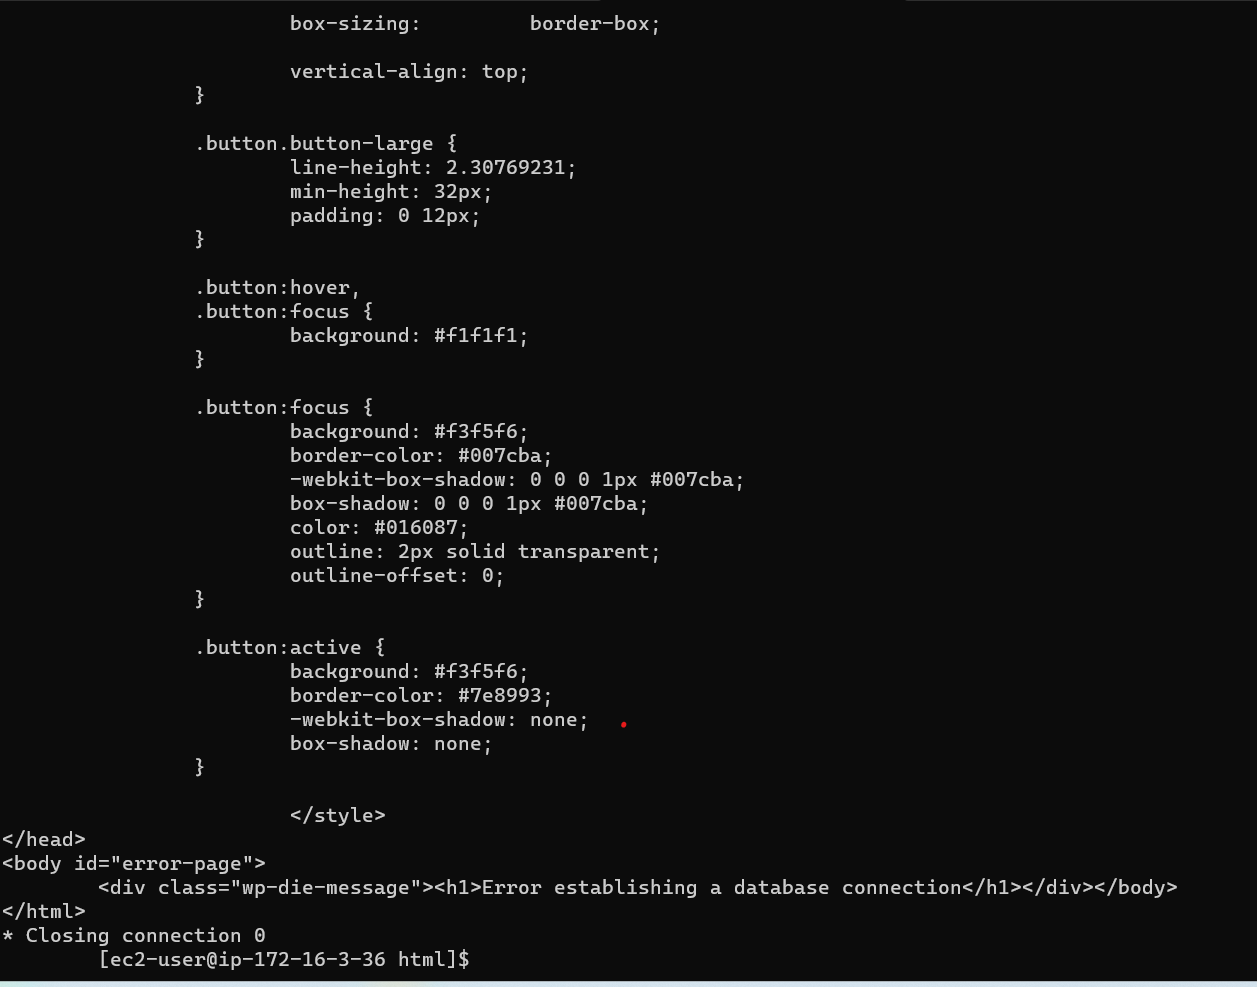 box-sizing:         border-box;
vertical-align: top;
}
.button.button-large {
line-height: 2.30769231;
min-height: 32px;
padding: 0 12px;
}
.button:hover,
.button:focus {
background: #f1f1f1;
}
.button:focus {
background: #f3f5f6;
border-color: #007cba;
-webkit-box-shadow: 0 0 0 1px #007cba;
box-shadow: 0 0 0 1px #007cba;
color: #016087;
outline: 2px solid transparent;
outline-offset: 0;
}
.button:active {
background: #f3f5f6;
border-color: #7e8993;
-webkit-box-shadow: none;
box-shadow: none;
}
</style>
</head>
<body id="error-page">
<div class="wp-die-message"><h1>Error establishing a database connection</h1></div></body>
</html>
* Closing connection 0
[ec2-user@ip-172-16-3-36 html]$